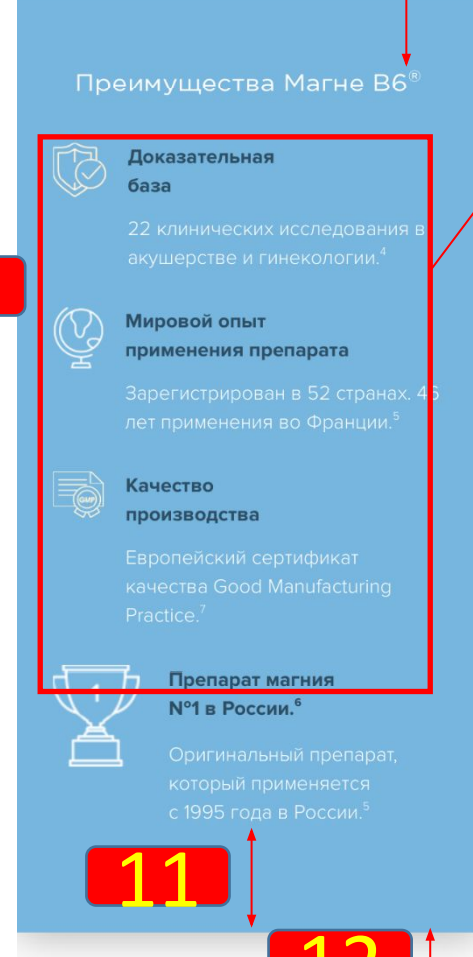 Преимущества Магне B6®
Доказательная
база
22 клинических исследования в
акушерстве и гинекологии.⁴
Мировой опыт
применения препарата
Зарегистрирован в 52 странах. 46
лет применения во Франции.⁵
Качество
производства
GMP
Европейский сертификат
качества Good Manufacturing
Practice.⁷
1
Препарат магния
№1 в России.⁶
Оригинальный препарат,
который применяется
с 1995 года в России.⁵
11
12